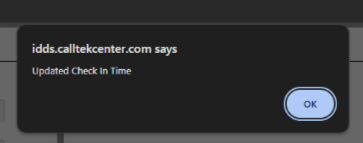 idds.calltekcenter.com says
Updated Check In Time
OK